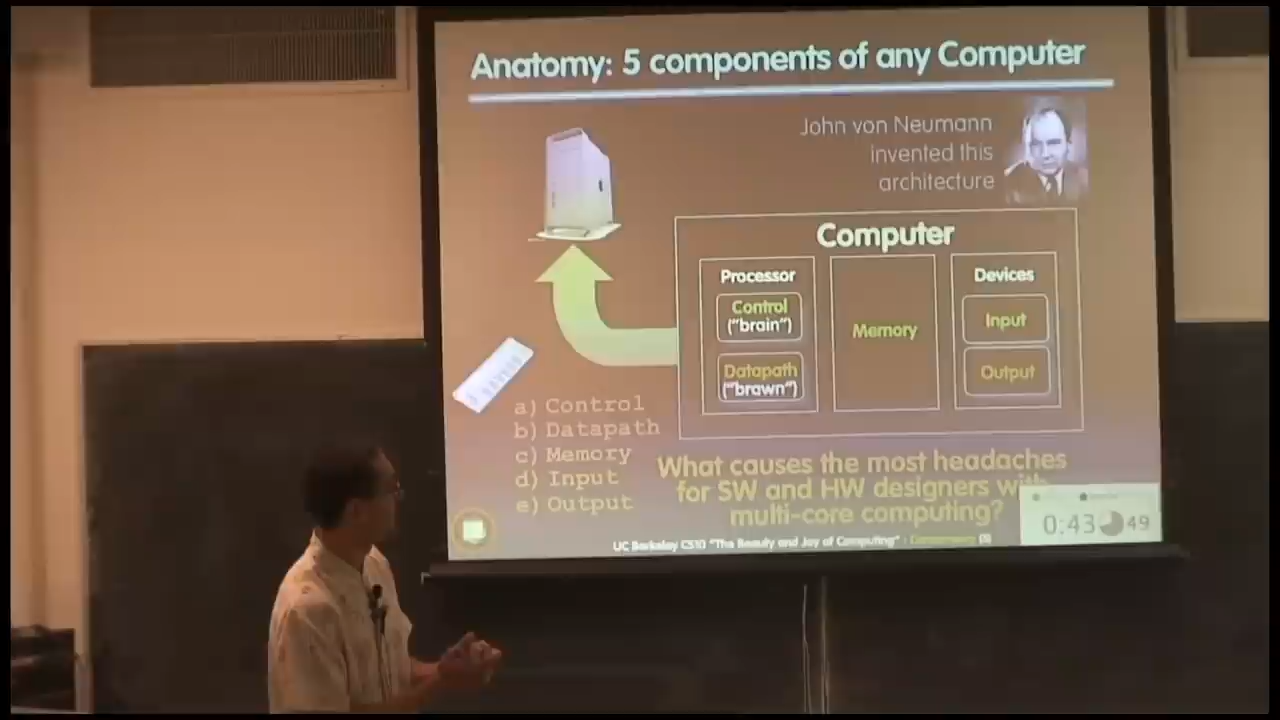 Anatomy: 5 components of any Computer
John von Neumann
invented this
architecture
Computer
Processor
Control
("brain")
Datapath
("brawn")
Memory
Devices
Input
Output
a) Control
b) Datapath
c) Memory
d) Input
e) Output
What causes the most headaches
for SW and HW designers with
multi-core computing?
0:43 49
UC Berkeley CS10 "The Beauty and Joy of Computing" :